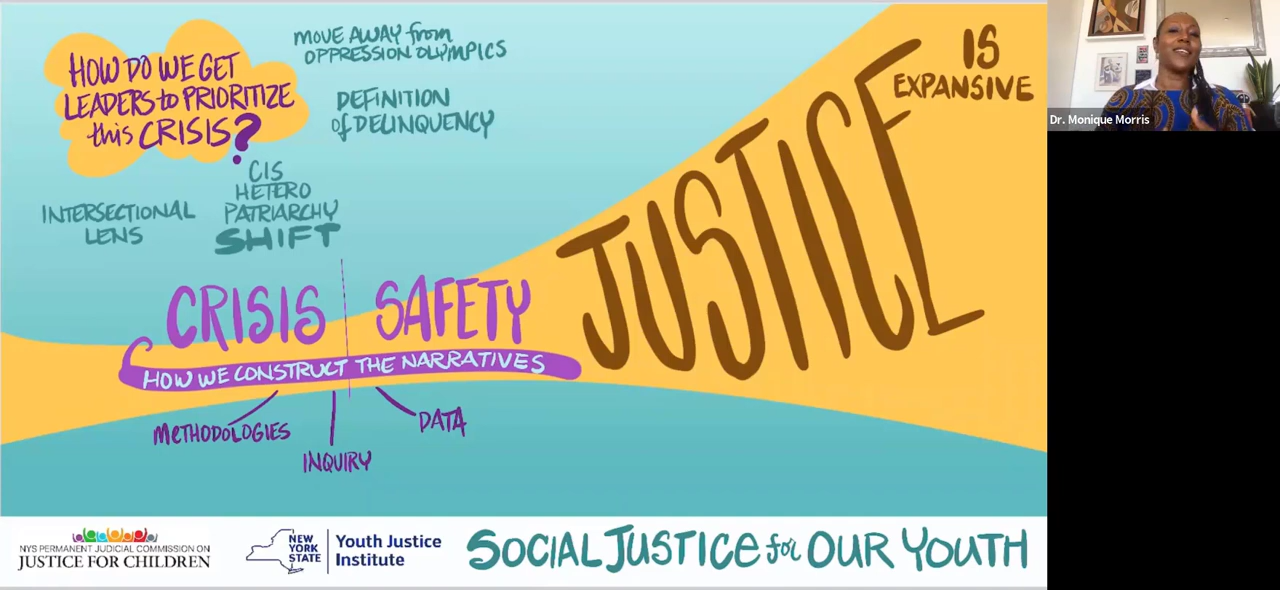 HOW DO WE GET
LEADERS to PRIORITIZE
this CRISIS?
MOVE AWAY from
OPPRESSION OLYMPICS
DEFINITION
of DELINQUENCY
CIS
HETERO
PATRIARCHY
SHIFT
INTERSECTIONAL
LENS
CRISIS SAFETY
HOW WE CONSTRUCT THE NARRATIVES
METHODOLOGIES
INQUIRY
DATA
JUSTICE
IS
EXPANSIVE
Dr. Monique Morris
NYS PERMANENT JUDICIAL COMMISSION ON
JUSTICE FOR CHILDREN
NEW
YORK
STATE
Youth Justice
Institute
SOCIAL JUSTICE for OUR YOUTH